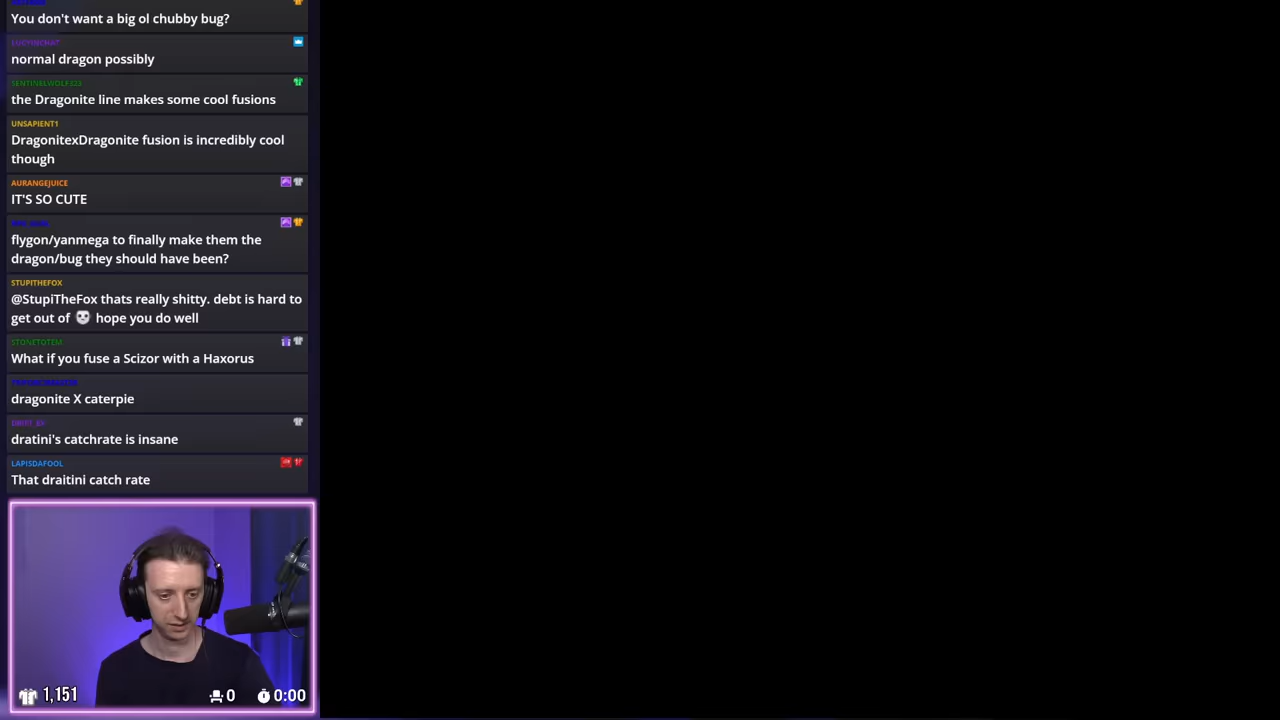 You don't want a big ol chubby bug?
LUCYINCHAT
normal dragon possibly
SENTINELWOLF323
the Dragonite line makes some cool fusions
UNSAPIENT1
DragonitexDragonite fusion is incredibly cool
though
AURANGEJUICE
IT'S SO CUTE
flygon/yanmega to finally make them the
dragon/bug they should have been?
STUPITHEFOX
@StupiTheFox thats really shitty. debt is hard to
get out of hope you do well
STONETOTEM
What if you fuse a Scizor with a Haxorus
dragonite X caterpie
dratini's catchrate is insane
LAPISDAFOOL
That draitini catch rate
1,151
0
0:00